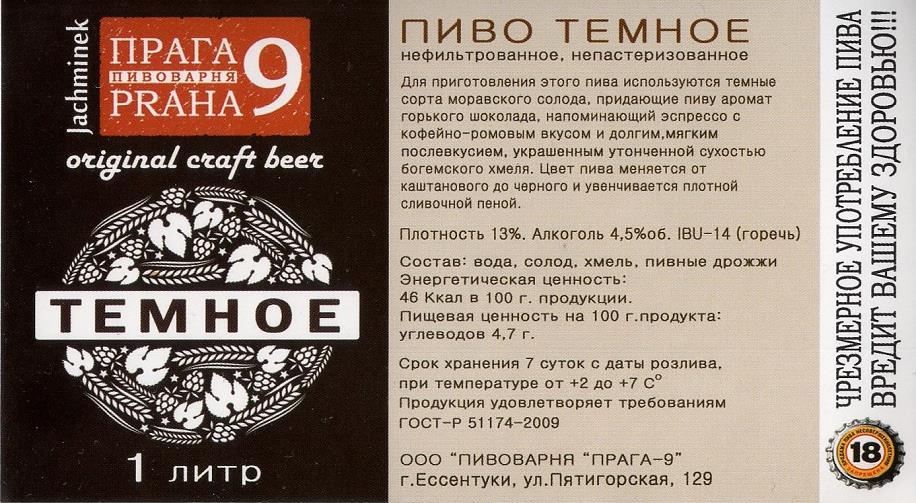 Jachminek
ПРАГА
ПИВОВАРНЯ
PRAHA
9
original craft beer
ТЕМНОЕ
1 литр
ПИВО ТЕМНОЕ
нефильтрованное, непастеризованное
Для приготовления этого пива используются темные
сорта моравского солода, придающие пиву аромат
горького шоколада, напоминающий эспрессо с
кофейно-ромовым вкусом и долгим,мягким
послевкусием, украшенным утонченной сухостью
богемского хмеля. Цвет пива меняется от
каштанового до черного и увенчивается плотной
сливочной пеной.
Плотность 13%. Алкоголь 4,5%об. IBU-14 (горечь)
Состав: вода, солод, хмель, пивные дрожжи
Энергетическая ценность:
46 Ккал в 100 г. продукции.
Пищевая ценность на 100 г.продукта:
углеводов 4,7 г.
Срок хранения 7 суток с даты розлива,
при температуре от +2 до +7 С°
Продукция удовлетворяет требованиям
ГОСТ-Р 51174-2009
ООО "ПИВОВАРНЯ "ПРАГА-9"
г.Ессентуки, ул.Пятигорская, 129
ЧРЕЗМЕРНОЕ УПОТРЕБЛЕНИЕ ПИВА
ВРЕДИТ ВАШЕМУ ЗДОРОВЬЮ!!!
ПРОДАЖА ПИВА НЕСОВЕРШЕННОЛЕТНИМ
18
ЗАПРЕЩЕНА